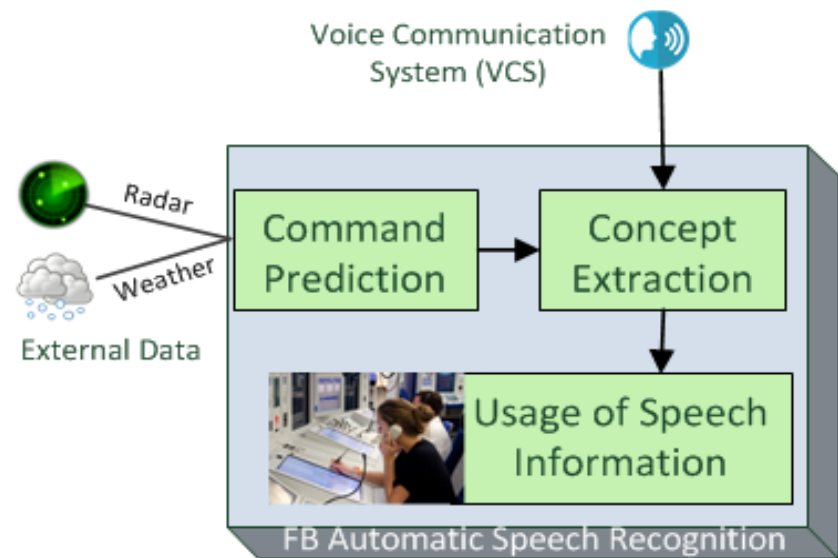 Voice Communication
System (VCS)
Radar
Weather
External Data
Command
Prediction
Concept
Extraction
Usage of Speech
Information
FB Automatic Speech Recognition